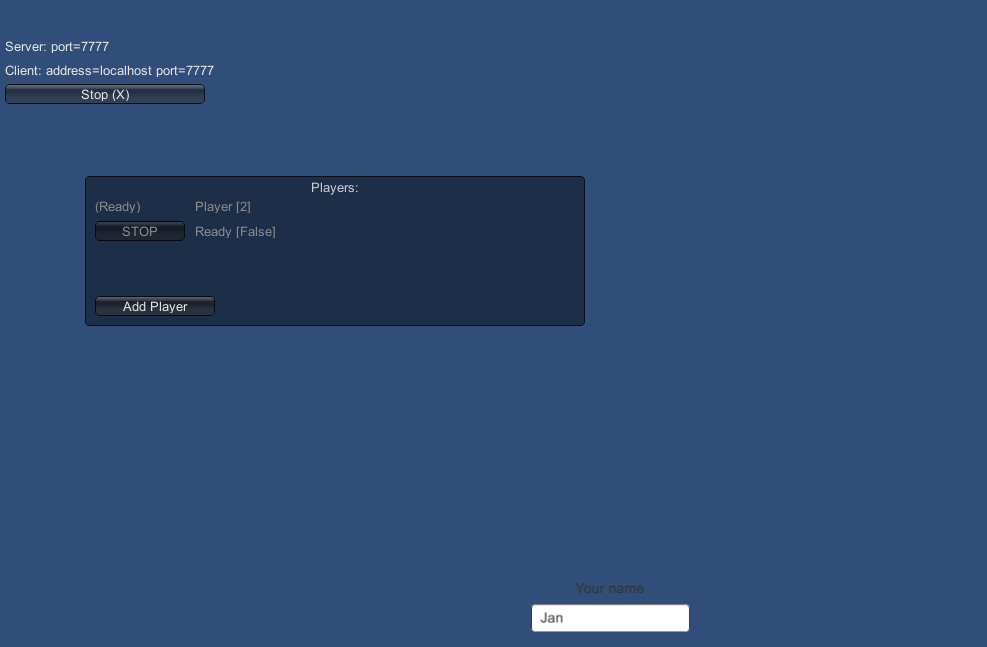 Server: port=7777
Client: address=localhost port=7777
Stop (X)
Players:
(Ready) Player [2]
STOP Ready [False]
Add Player
Your name
Jan